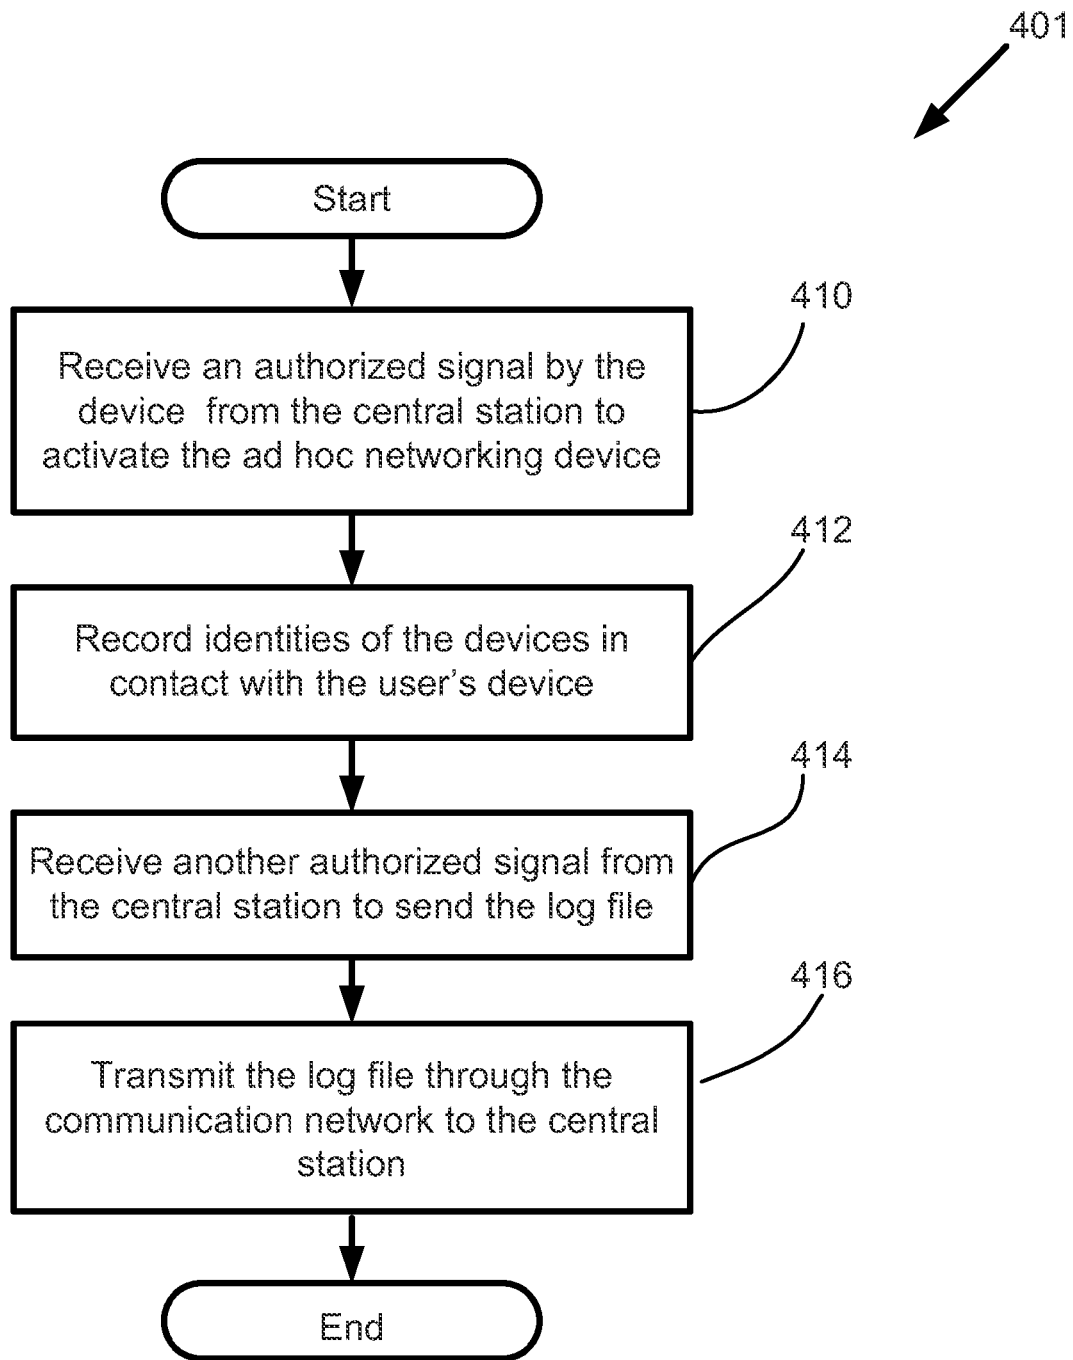 401
Start
410
Receive an authorized signal by the
device from the central station to
activate the ad hoc networking device
412
Record identities of the devices in
contact with the user's device
414
Receive another authorized signal from
the central station to send the log file
416
Transmit the log file through the
communication network to the central
station
End